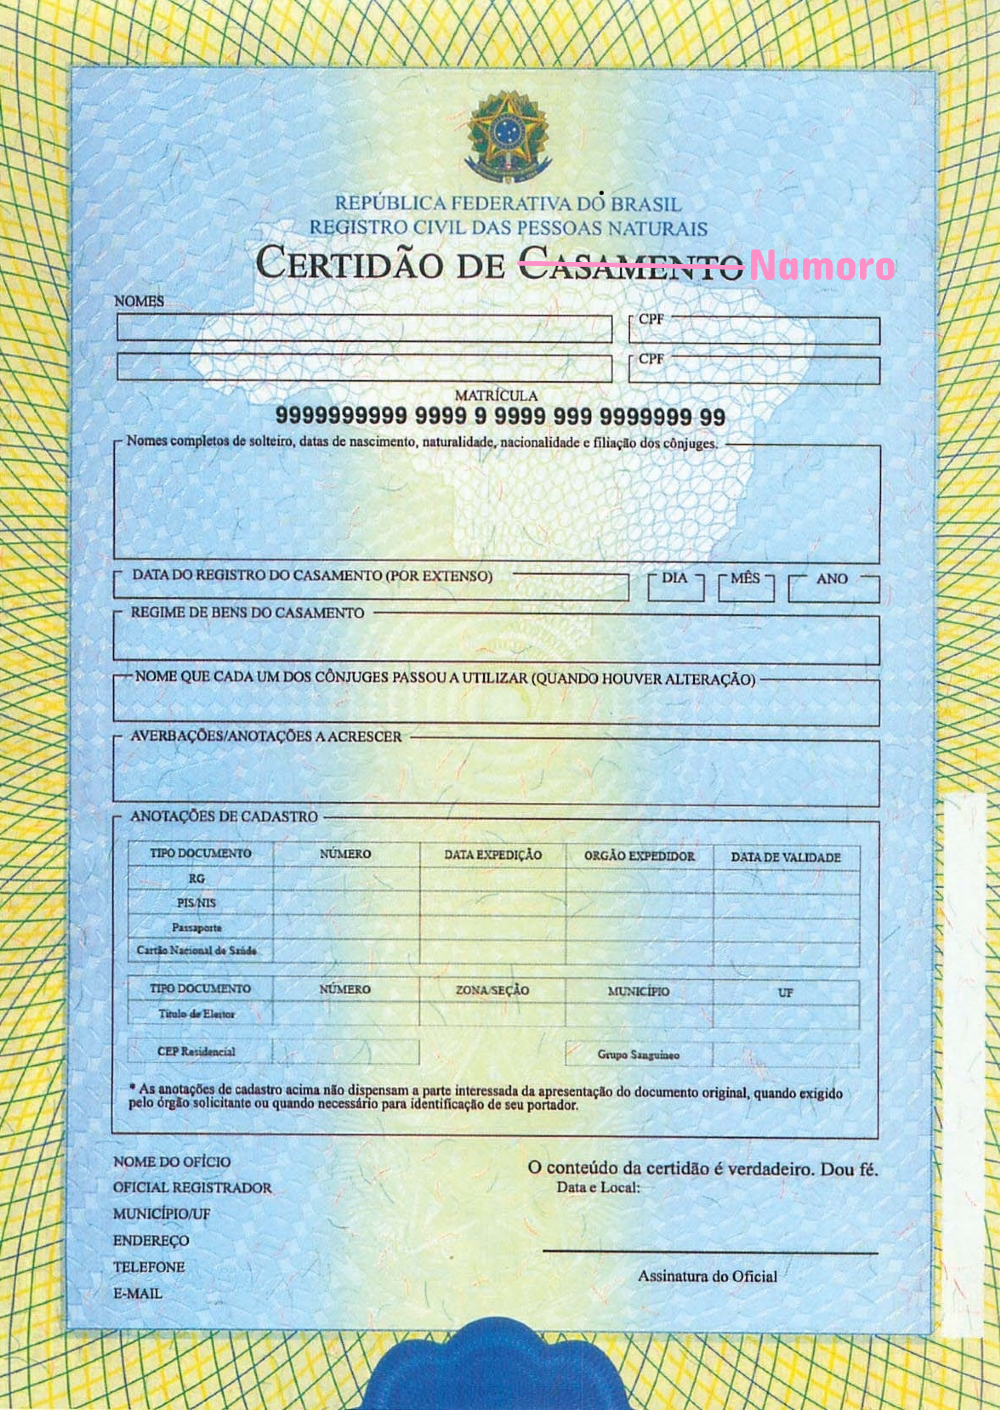 REPÚBLICA FEDERATIVA DO BRASIL
REGISTRO CIVIL DAS PESSOAS NATURAIS
CERTIDÃO DE CASAMENTO Namoro
NOMES
CPF
CPF
MATRÍCULA
9999999999 9999 9 9999 999 9999999 99
Nomes completos de solteiro, datas de nascimento, naturalidade, nacionalidade e filiação dos cônjuges.
DATA DO REGISTRO DO CASAMENTO (POR EXTENSO) DIA MÊS ANO
REGIME DE BENS DO CASAMENTO
NOME QUE CADA UM DOS CÔNJUGES PASSOU A UTILIZAR (QUANDO HOUVER ALTERAÇÃO)
AVERBAÇÕES/ANOTAÇÕES A ACRESCER
ANOTAÇÕES DE CADASTRO
TIPO DOCUMENTO NÚMERO DATA EXPEDIÇÃO ORGÃO EXPEDIDOR DATA DE VALIDADE
RG
PIS/NIS
Passaporte
Cartão Nacional de Saúde
TIPO DOCUMENTO NÚMERO ZONA/SEÇÃO MUNICÍPIO UF
Título de Eleitor
CEP Residencial Grupo Sanguíneo
* As anotações de cadastro acima não dispensam a parte interessada da apresentação do documento original, quando exigido
pelo órgão solicitante ou quando necessário para identificação de seu portador.
NOME DO OFÍCIO
OFICIAL REGISTRADOR
MUNICÍPIO/UF
ENDEREÇO
TELEFONE
E-MAIL
O conteúdo da certidão é verdadeiro. Dou fé.
Data e Local:
Assinatura do Oficial